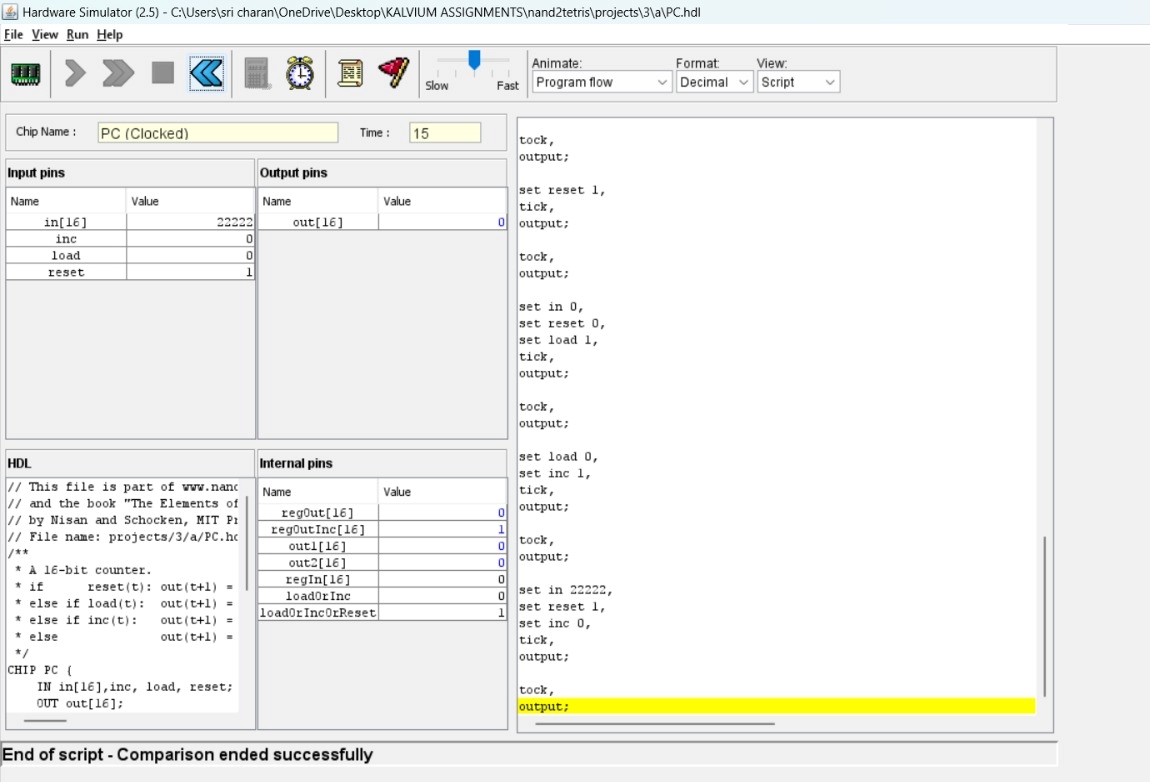 Hardware Simulator (2.5) - C:\Users\sri charan\OneDrive\Desktop\KALVIUM ASSIGNMENTS\nand2tetris\projects\3\a\PC.hdl
File View Run Help
Slow Fast
Animate: Format: View:
Program flow Decimal Script
Chip Name : PC (Clocked) Time : 15
Input pins
Name Value
in[16] 22222
inc 0
load 0
reset 1
Output pins
Name Value
out[16] 0
HDL
// This file is part of www.nand
// and the book "The Elements of
// by Nisan and Schocken, MIT Pr
// File name: projects/3/a/PC.hd
/**
* A 16-bit counter.
* if reset(t): out(t+1) =
* else if load(t): out(t+1) =
* else if inc(t): out(t+1) =
* else out(t+1) =
*/
CHIP PC {
IN in[16],inc, load, reset;
OUT out[16];
Internal pins
Name Value
regOut[16] 0
regOutInc[16] 1
out1[16] 0
out2[16] 0
regIn[16] 0
loadOrInc 0
loadOrIncOrReset 1
tock,
output;
set reset 1,
tick,
output;
tock,
output;
set in 0,
set reset 0,
set load 1,
tick,
output;
tock,
output;
set load 0,
set inc 1,
tick,
output;
tock,
output;
set in 22222,
set reset 1,
set inc 0,
tick,
output;
tock,
output;
End of script - Comparison ended successfully